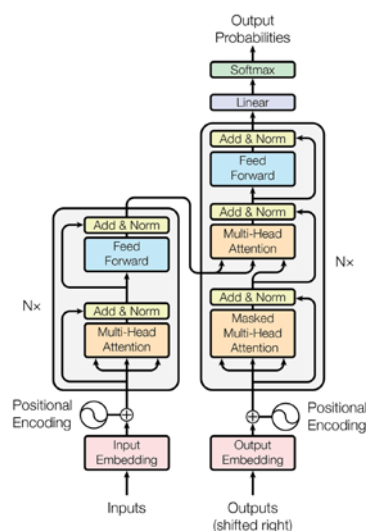 Output
Probabilities
Softmax
Linear
Add & Norm
Feed
Forward
Add & Norm
Multi-Head
Attention
Add & Norm
Masked
Multi-Head
Attention
N×
Positional
Encoding
Output
Embedding
Outputs
(shifted right)
Add & Norm
Feed
Forward
Add & Norm
Multi-Head
Attention
N×
Positional
Encoding
Input
Embedding
Inputs